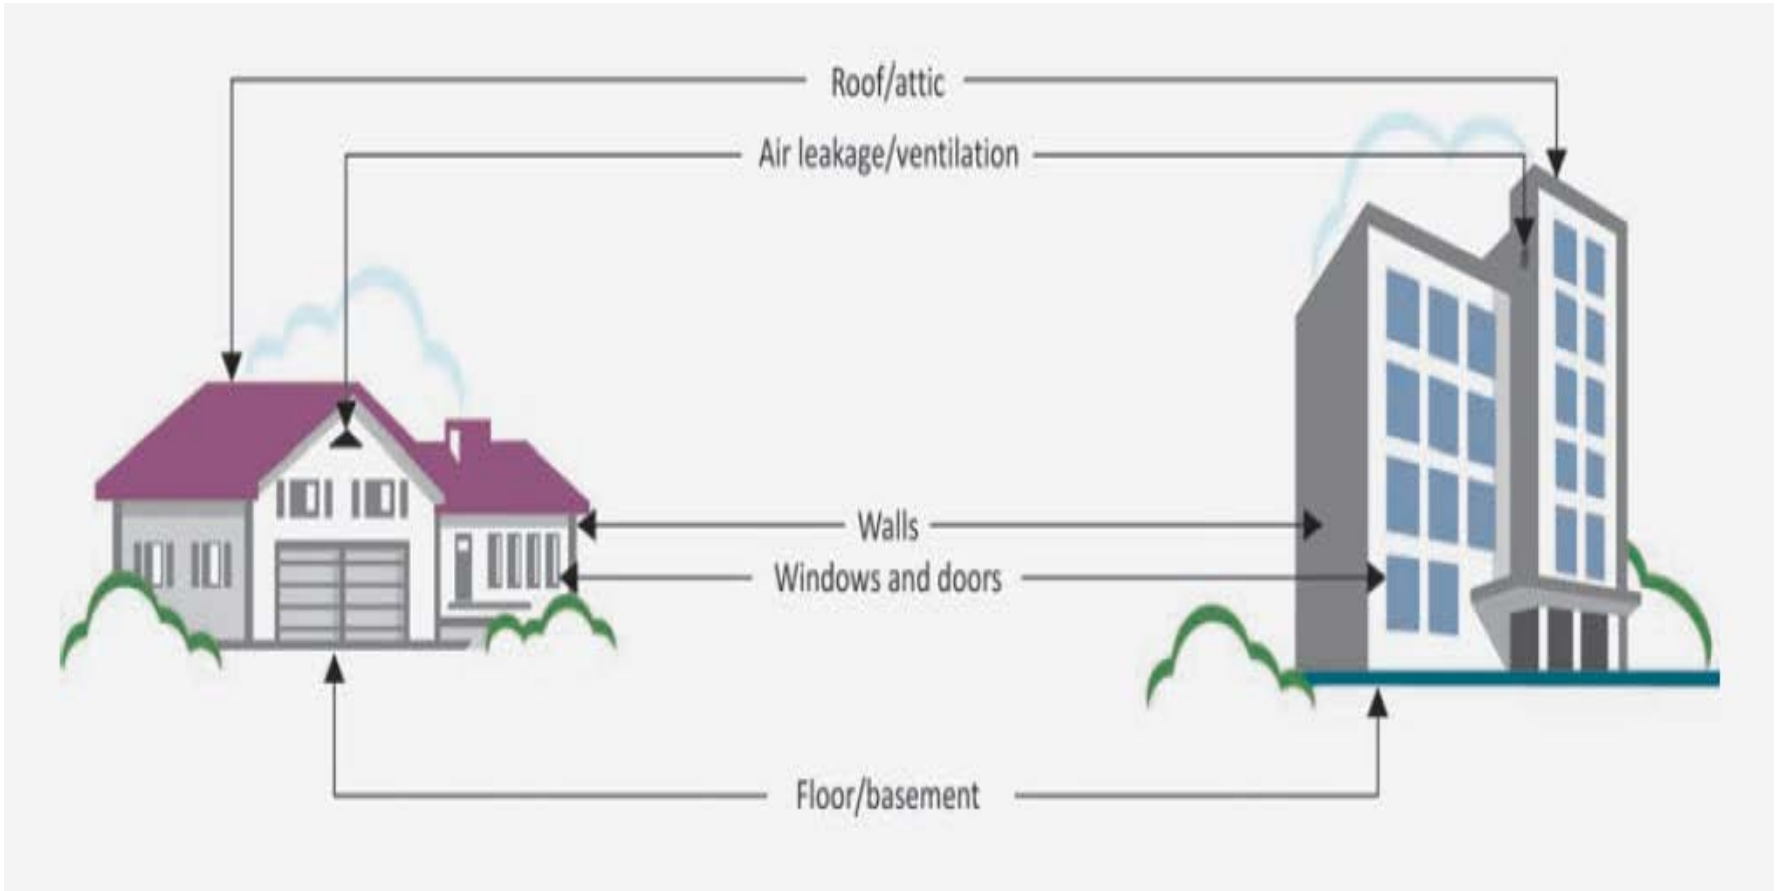 Roof/attic
Air leakage/ventilation
Walls
Windows and doors
Floor/basement